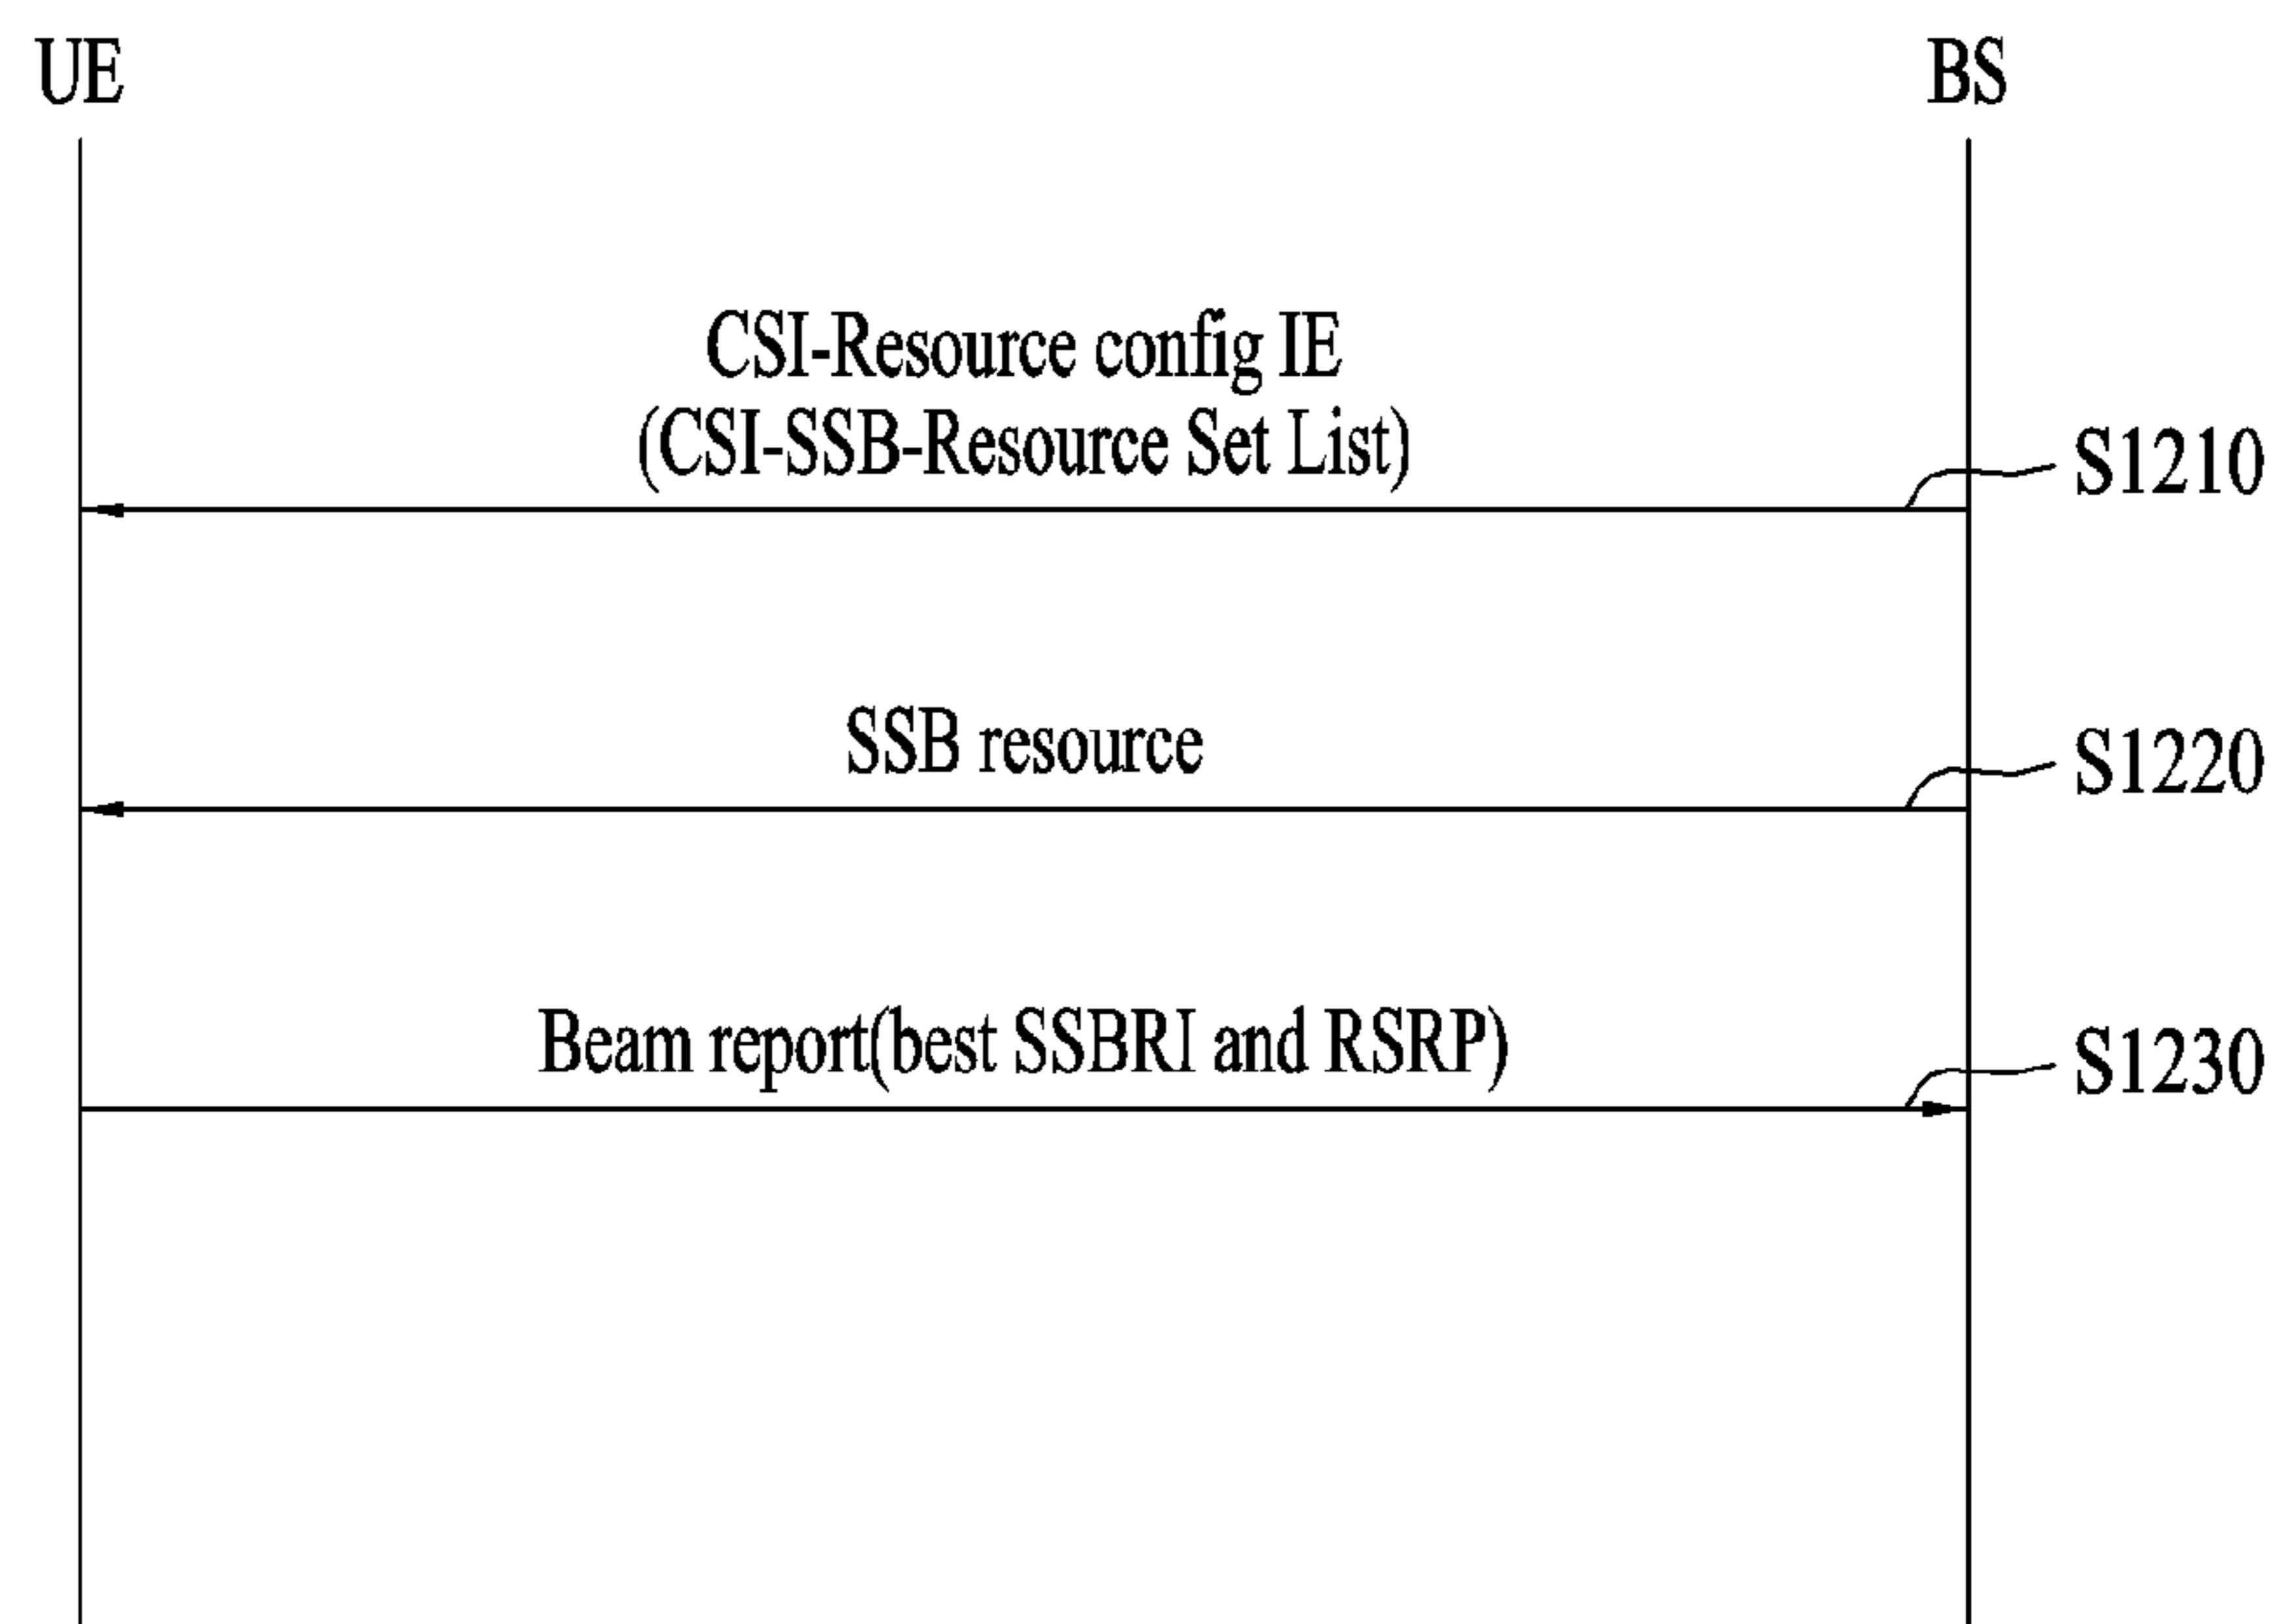 UE
BS
CSI-Resource config IE
(CSI-SSB-Resource Set List)
S1210
SSB resource
S1220
Beam report(best SSBRI and RSRP)
S1230